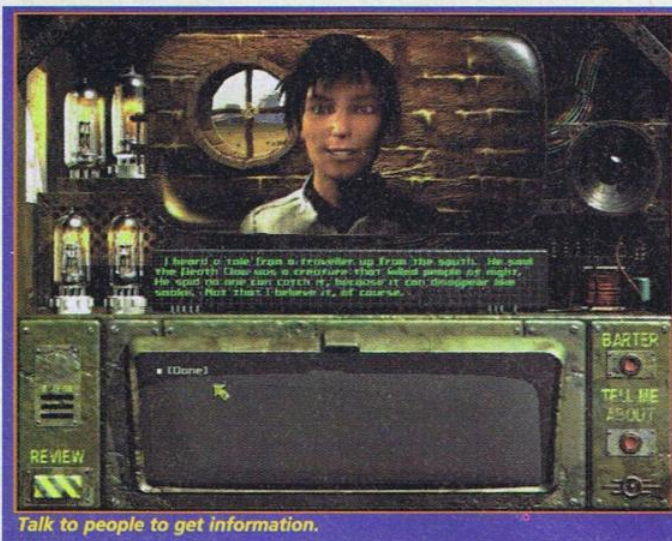 I heard a tale from a traveller up from the south. He said
the Death Claw was a creature that killed people at night.
He said no one can catch it, because it can disappear like
smoke. Not that I believe it, of course.
BARTER
[Done]
TELL ME
ABOUT
REVIEW
Talk to people to get information.